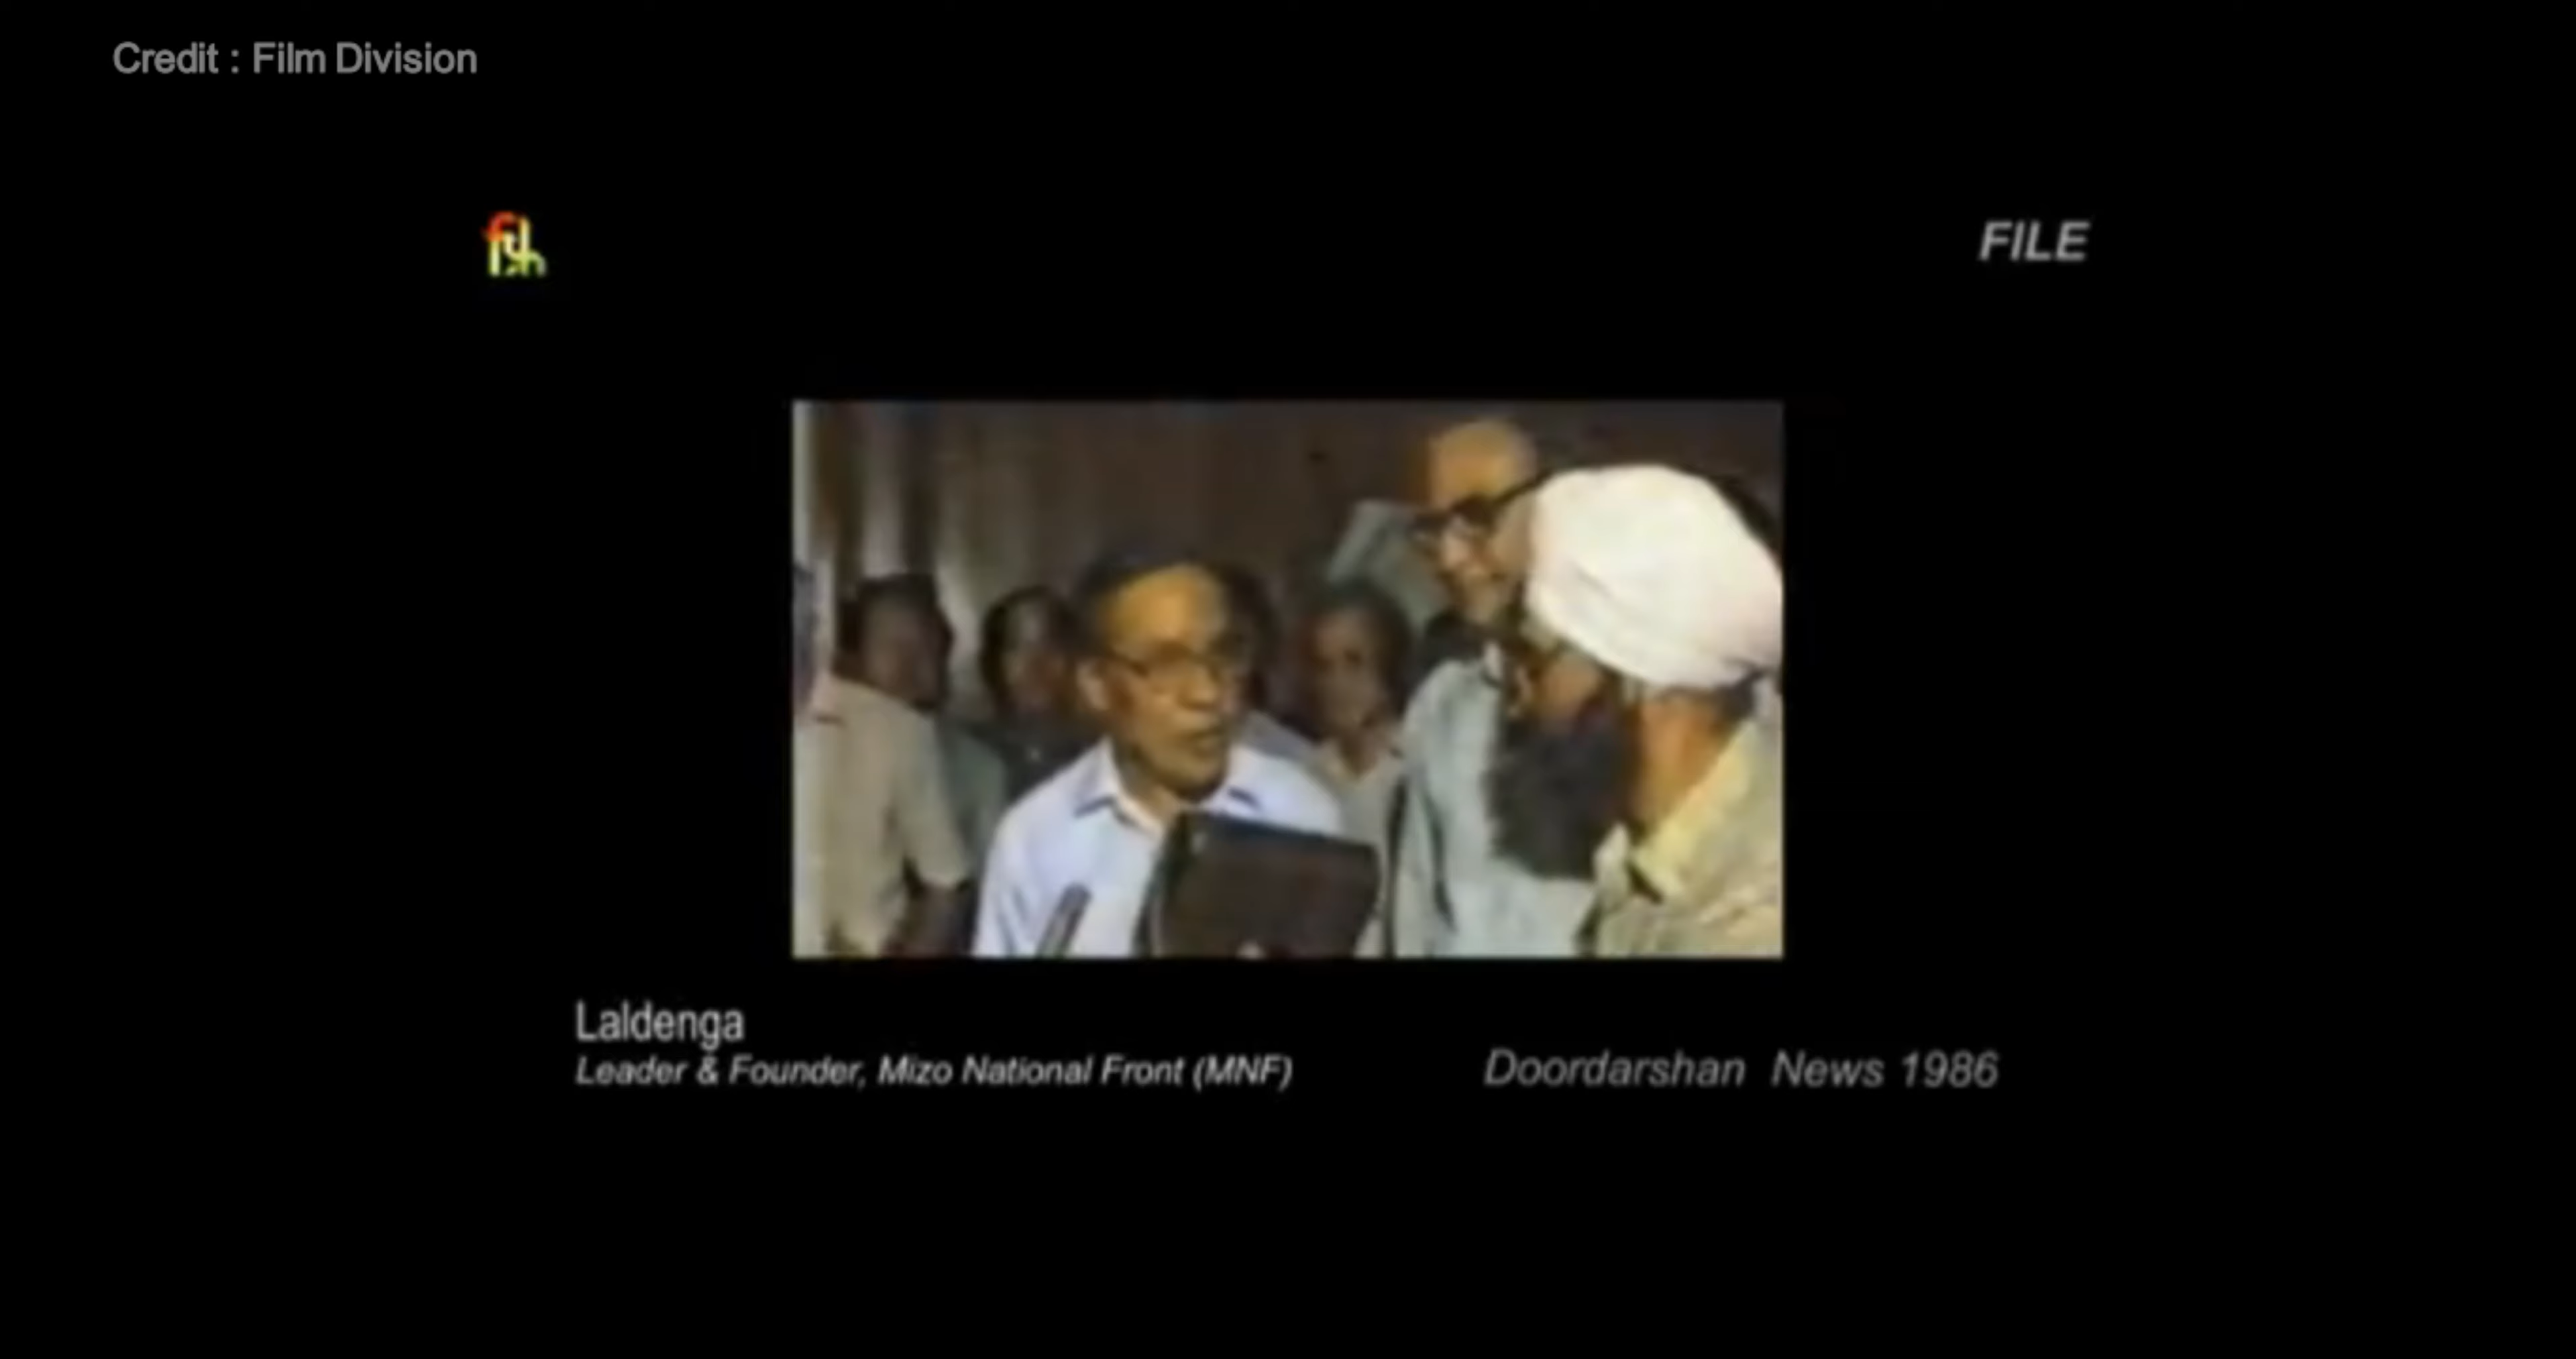 Credit : Film Division
FILE
Laldenga
Leader & Founder, Mizo National Front (MNF)
Doordarshan News 1986